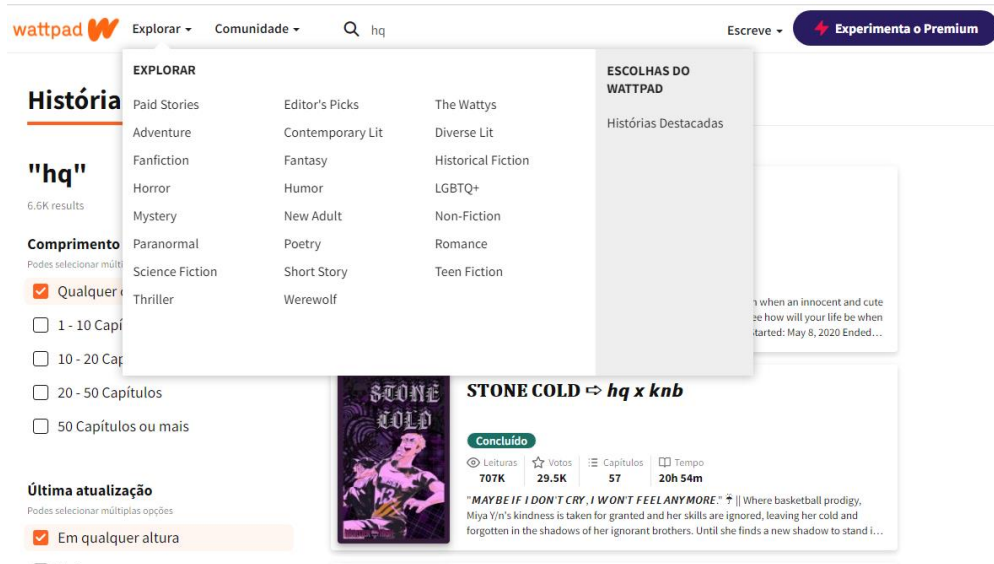 wattpad
Explorar
Comunidade
hq
Escreve
Experimenta o Premium
EXPLORAR
Paid Stories
Editor's Picks
The Wattys
Adventure
Contemporary Lit
Diverse Lit
Fanfiction
Fantasy
Historical Fiction
Horror
Humor
LGBTQ+
Mystery
New Adult
Non-Fiction
Paranormal
Poetry
Romance
Science Fiction
Short Story
Teen Fiction
Thriller
Werewolf
ESCOLHAS DO
WATTPAD
Histórias Destacadas
História
"hq"
6.6K results
Comprimento
Podes selecionar múlti
Qualquer
1 - 10 Capí
10 - 20 Cap
20 - 50 Capítulos
50 Capítulos ou mais
Última atualização
Podes selecionar múltiplas opções
Em qualquer altura
when an innocent and cute
ee how will your life be when
tarted: May 8, 2020 Ended...
STONE
COLD
STONE COLD ⇨ hq x knb
Concluído
Leituras
707K
Votos
29.5K
Capítulos
57
Tempo
20h 54m
"MAYBE IF I DON'T CRY, I WON'T FEEL ANYMORE." ☂ || Where basketball prodigy,
Miya Y/n's kindness is taken for granted and her skills are ignored, leaving her cold and
forgotten in the shadows of her ignorant brothers. Until she finds a new shadow to stand i...